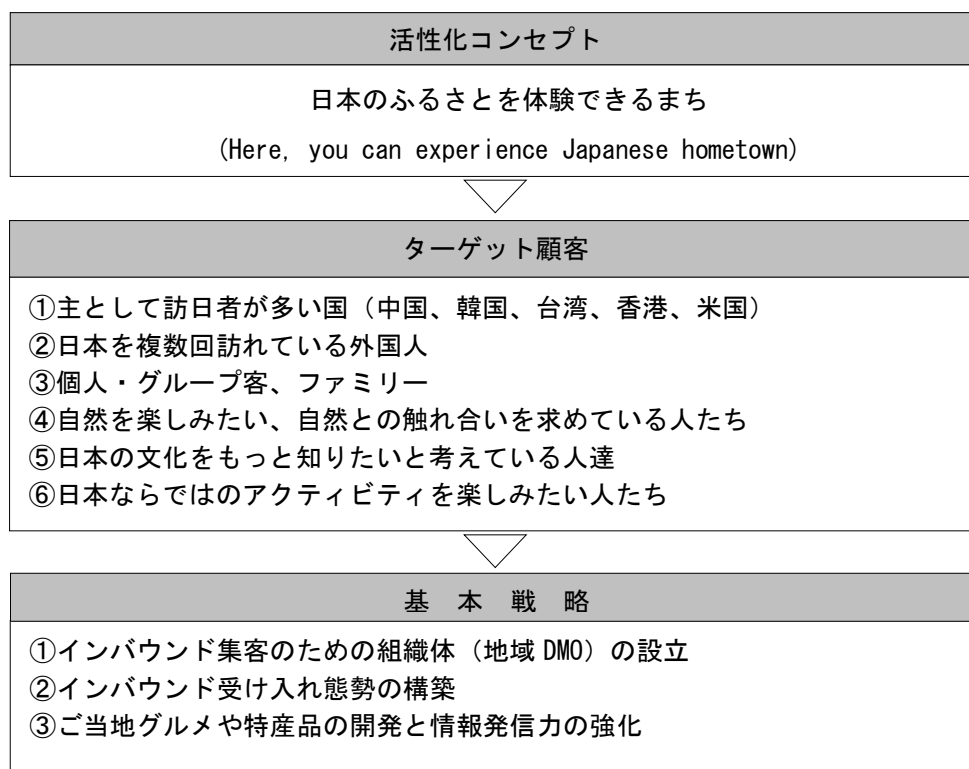 活性化コンセプト
日本のふるさとを体験できるまち
(Here, you can experience Japanese hometown)
ターゲット顧客
①主として訪日者が多い国（中国、韓国、台湾、香港、米国）
②日本を複数回訪れている外国人
③個人・グループ客、ファミリー
④自然を楽しみたい、自然との触れ合いを求めている人たち
⑤日本の文化をもっと知りたいと考えている人達
⑥日本ならではのアクティビティを楽しみたい人たち
基　本　戦　略
①インバウンド集客のための組織体（地域 DMO）の設立
②インバウンド受け入れ態勢の構築
③ご当地グルメや特産品の開発と情報発信力の強化